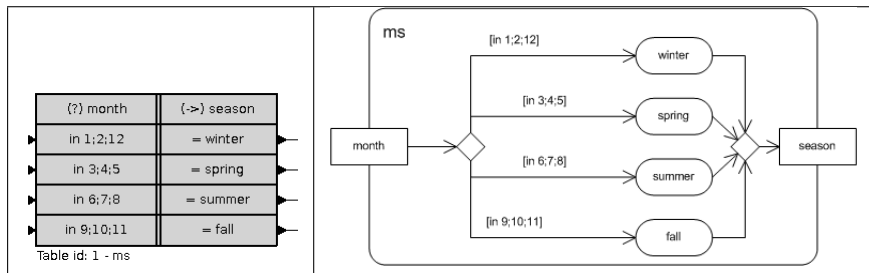 (?) month (->) season
in 1;2;12 = winter
in 3;4;5 = spring
in 6;7;8 = summer
in 9;10;11 = fall
Table id: 1 - ms
ms
[in 1;2;12]
winter
[in 3;4;5]
spring
month
season
[in 6;7;8]
summer
[in 9;10;11]
fall